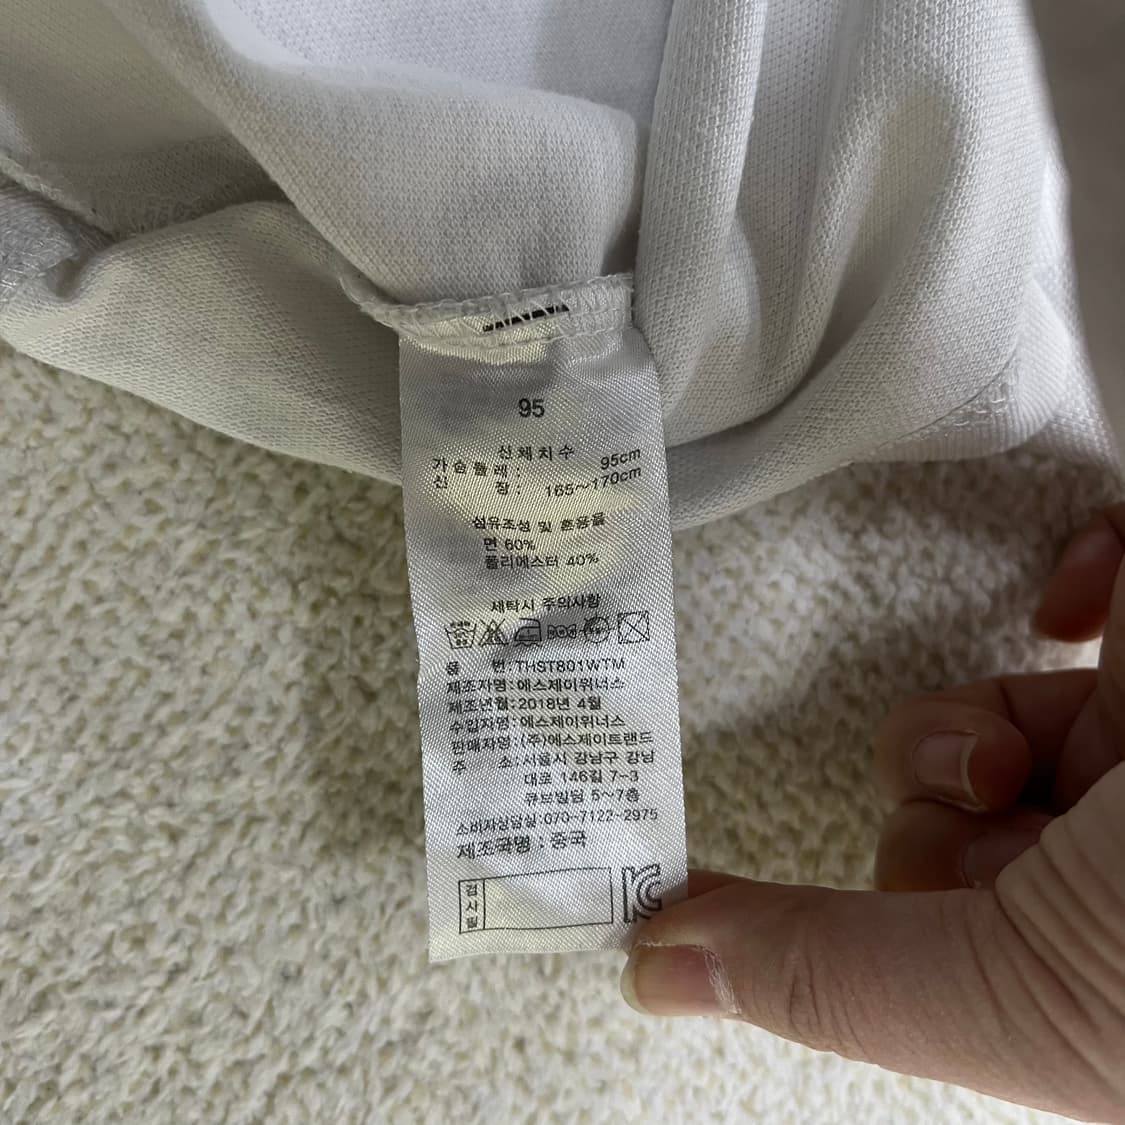 95
신체치수
가슴둘레: 95cm
신 장: 165~170cm
섬유조성 및 혼용율
면 60%
폴리에스터 40%
세탁시 주의사항
품 번:THST801WTM
제조자명:에스제이위너스
제조년월:2018년 4월
수입자명:에스제이위너스
판매자명:(주)에스제이트랜드
주 소:서울시 강남구 강남
대로 146길 7-3
큐브빌딩 5~7층
소비자상담실:070-7122-2975
제조국명:중국
검사필